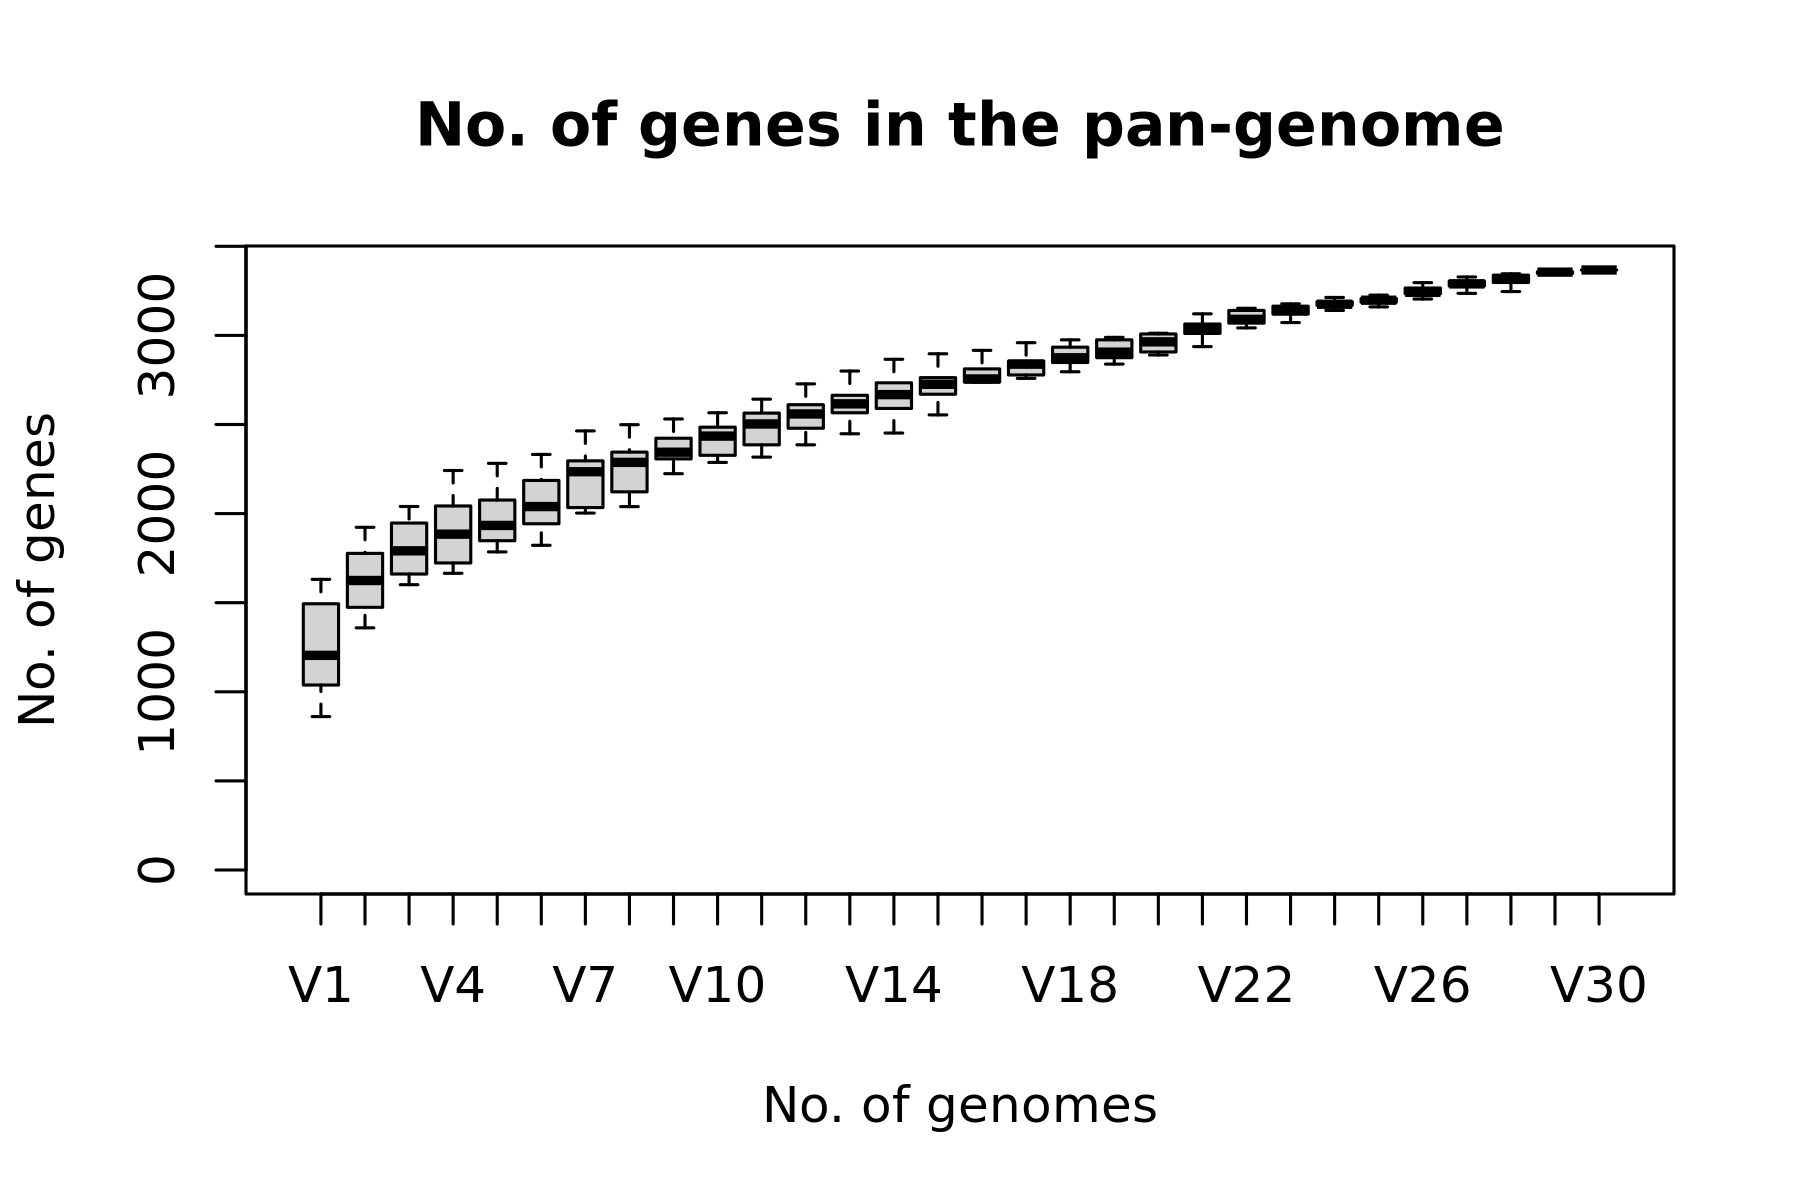 No. of genes in the pan-genome
No. of genes
3000
2000
1000
0
V1 V4 V7 V10 V14 V18 V22 V26 V30
No. of genomes